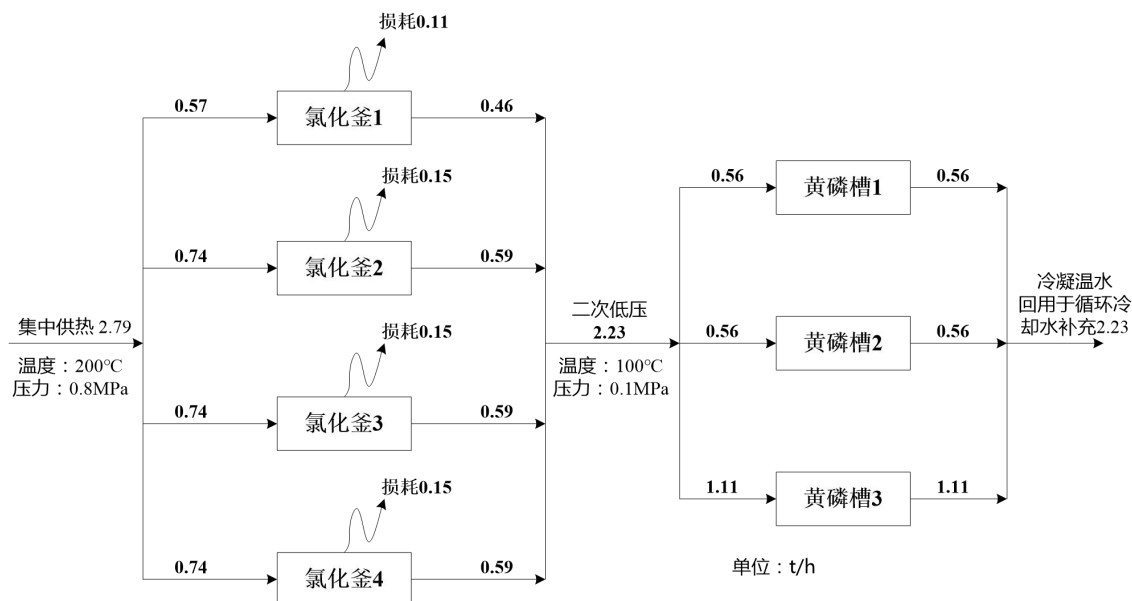 损耗0.11
0.57
氯化釜1
0.46
损耗0.15
0.74
氯化釜2
0.59
集中供热 2.79
温度：200℃
压力：0.8MPa
损耗0.15
0.74
氯化釜3
0.59
损耗0.15
0.74
氯化釜4
0.59
二次低压
2.23
温度：100℃
压力：0.1MPa
0.56
黄磷槽1
0.56
0.56
黄磷槽2
0.56
1.11
黄磷槽3
1.11
冷凝温水
回用于循环冷
却水补充2.23
单位：t/h